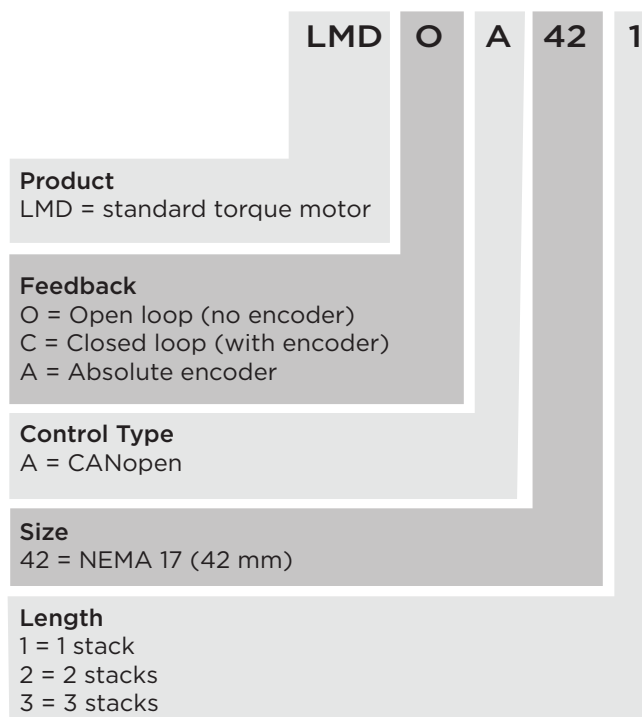 LMD O A 42 1
Product
LMD = standard torque motor
Feedback
O = Open loop (no encoder)
C = Closed loop (with encoder)
A = Absolute encoder
Control Type
A = CANopen
Size
42 = NEMA 17 (42 mm)
Length
1 = 1 stack
2 = 2 stacks
3 = 3 stacks